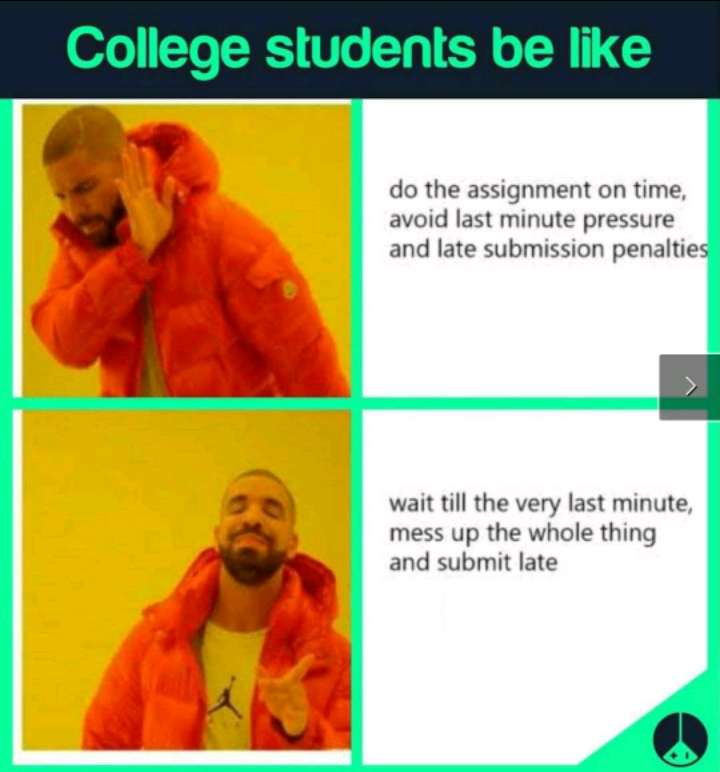 College students be like
do the assignment on time,
avoid last minute pressure
and late submission penalties
wait till the very last minute,
mess up the whole thing
and submit late